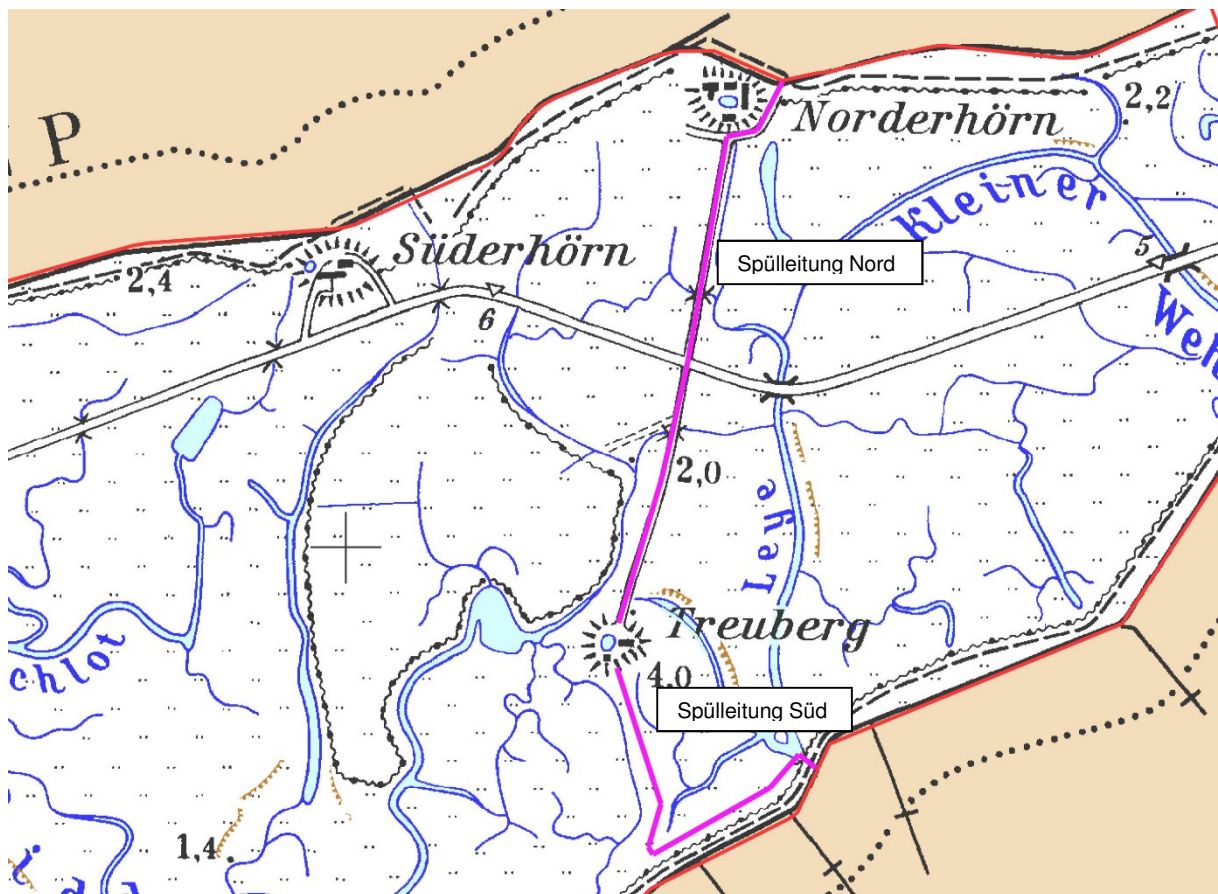 P
2,2
Norderhörn
Kleiner
Süderhörn
5
Spülleitung Nord
2,4
6
Weh
2,0
Leye
Treuberg
chlot
4,0
Spülleitung Süd
1,4